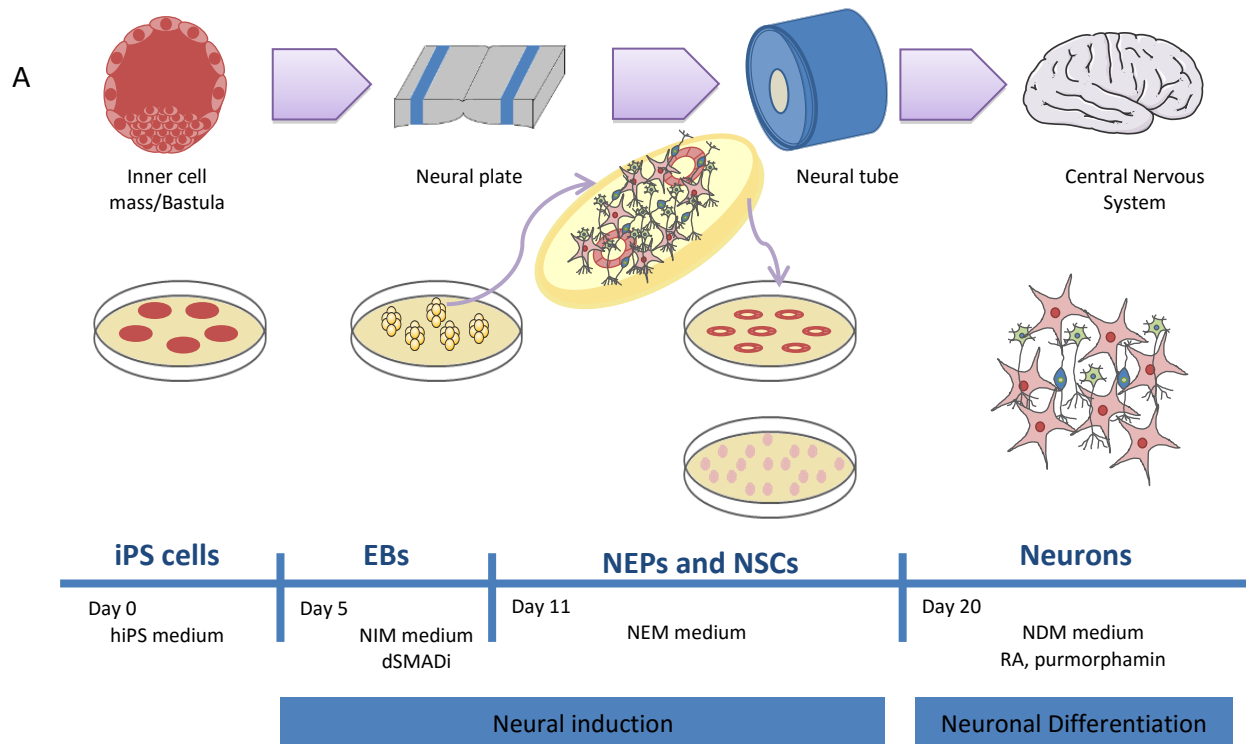 A
Inner cell
mass/Bastula
Neural plate
Neural tube
Central Nervous
System
iPS cells
EBs
NEPs and NSCs
Neurons
Day 0
hiPS medium
Day 5
NIM medium
dSMADi
Day 11
NEM medium
Day 20
NDM medium
RA, purmorphamin
Neural induction
Neuronal Differentiation